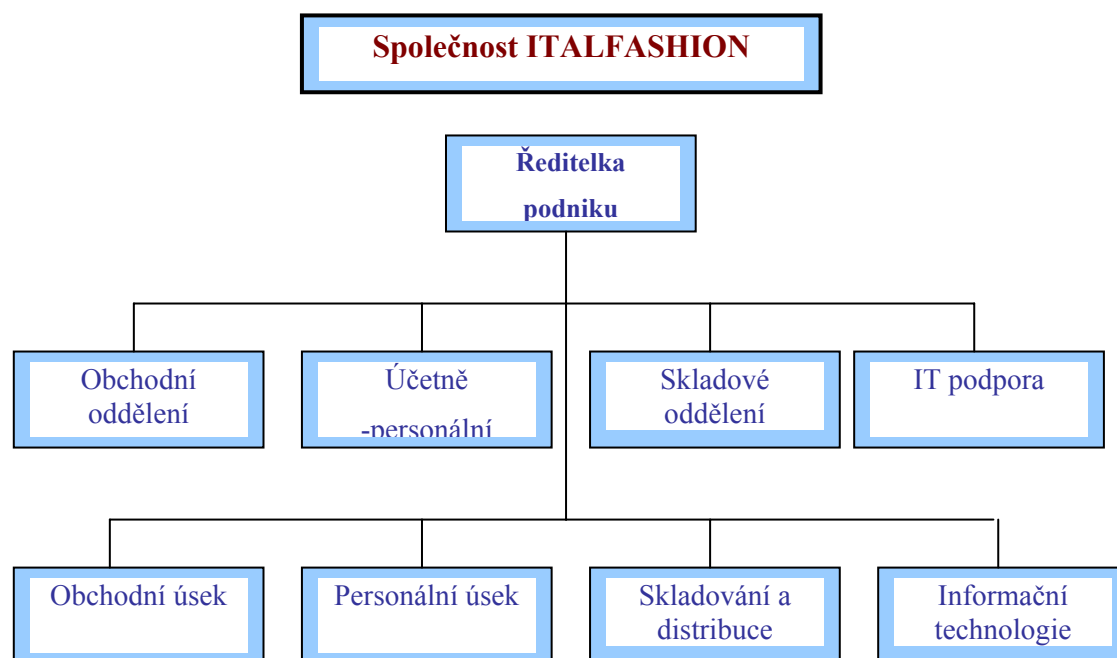 Společnost ITALFASHION
Ředitelka
podniku
Obchodní
oddělení
Účetně
-personální
Skladové
oddělení
IT podpora
Obchodní úsek
Personální úsek
Skladování a
distribuce
Informační
technologie